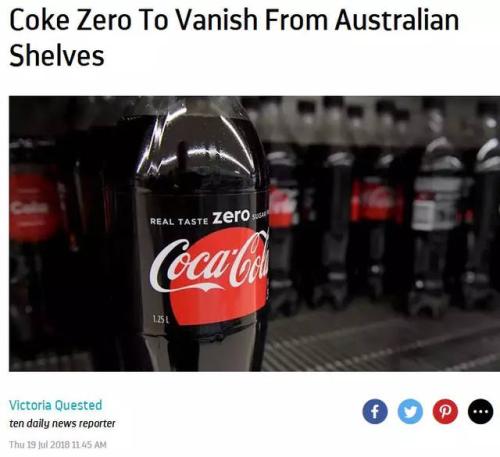 Coke Zero To Vanish From Australian
Shelves
REAL TASTE zero SUGAR
Coca-Cola
1.25 L
Victoria Quested
ten daily news reporter
Thu 19 Jul 2018 11.45 AM